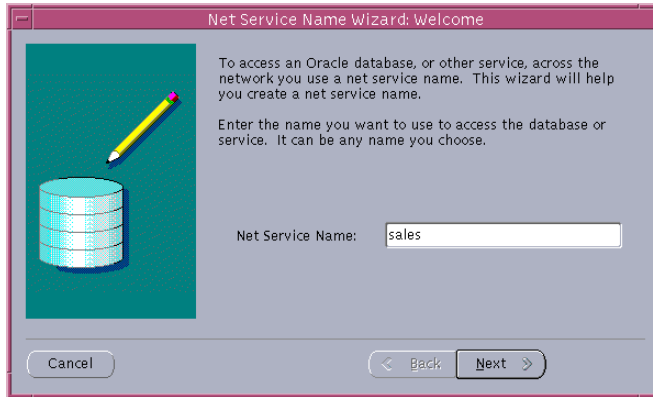 Net Service Name Wizard: Welcome
To access an Oracle database, or other service, across the
network you use a net service name.  This wizard will help
you create a net service name.
Enter the name you want to use to access the database or
service.  It can be any name you choose.
Net Service Name: sales
Cancel Back Next